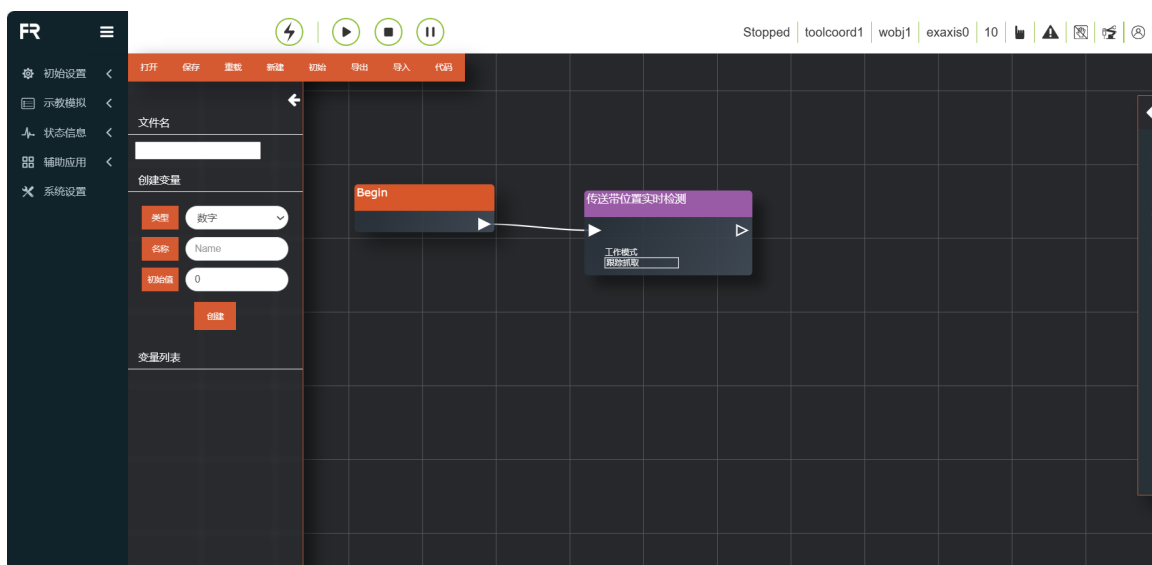 FR
Stopped toolcoord1 wobj1 exaxis0 10
初始设置
示教模拟
状态信息
辅助应用
系统设置
打开 保存 重载 新建 初始 导出 导入 代码
文件名
创建变量
类型 数字
名称 Name
初始值 0
创建
变量列表
Begin
传送带位置实时检测
工作模式
跟踪抓取